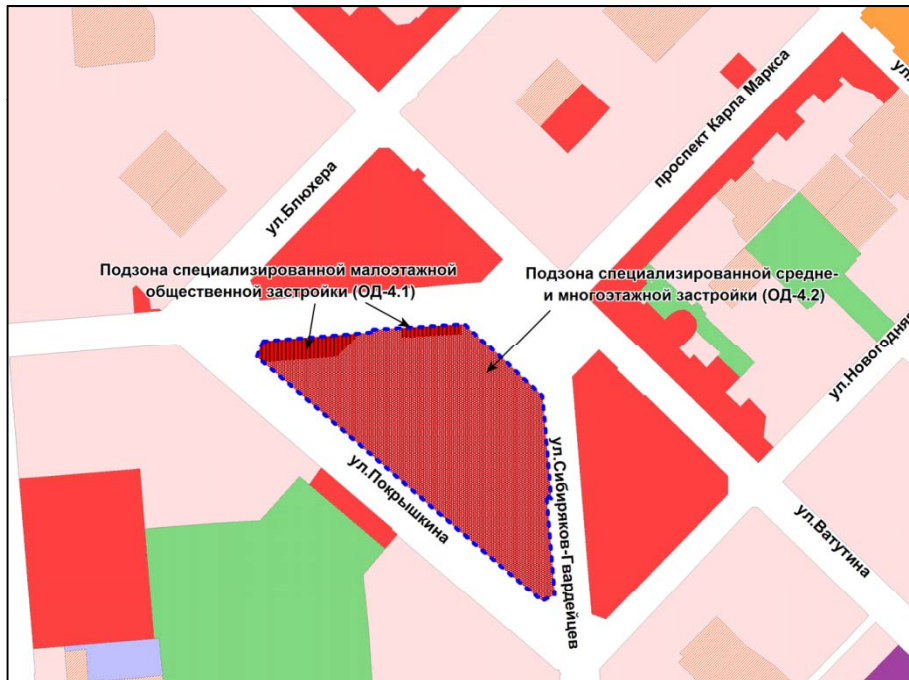 ул.
проспект Карла Маркса
ул.Блюхера
Подзона специализированной малоэтажной
общественной застройки (ОД-4.1)
Подзона специализированной средне-
и многоэтажной застройки (ОД-4.2)
ул.Новогодняя
ул.Покрышкина
ул.Сибиряков-Гвардейцев
ул.Ватутина